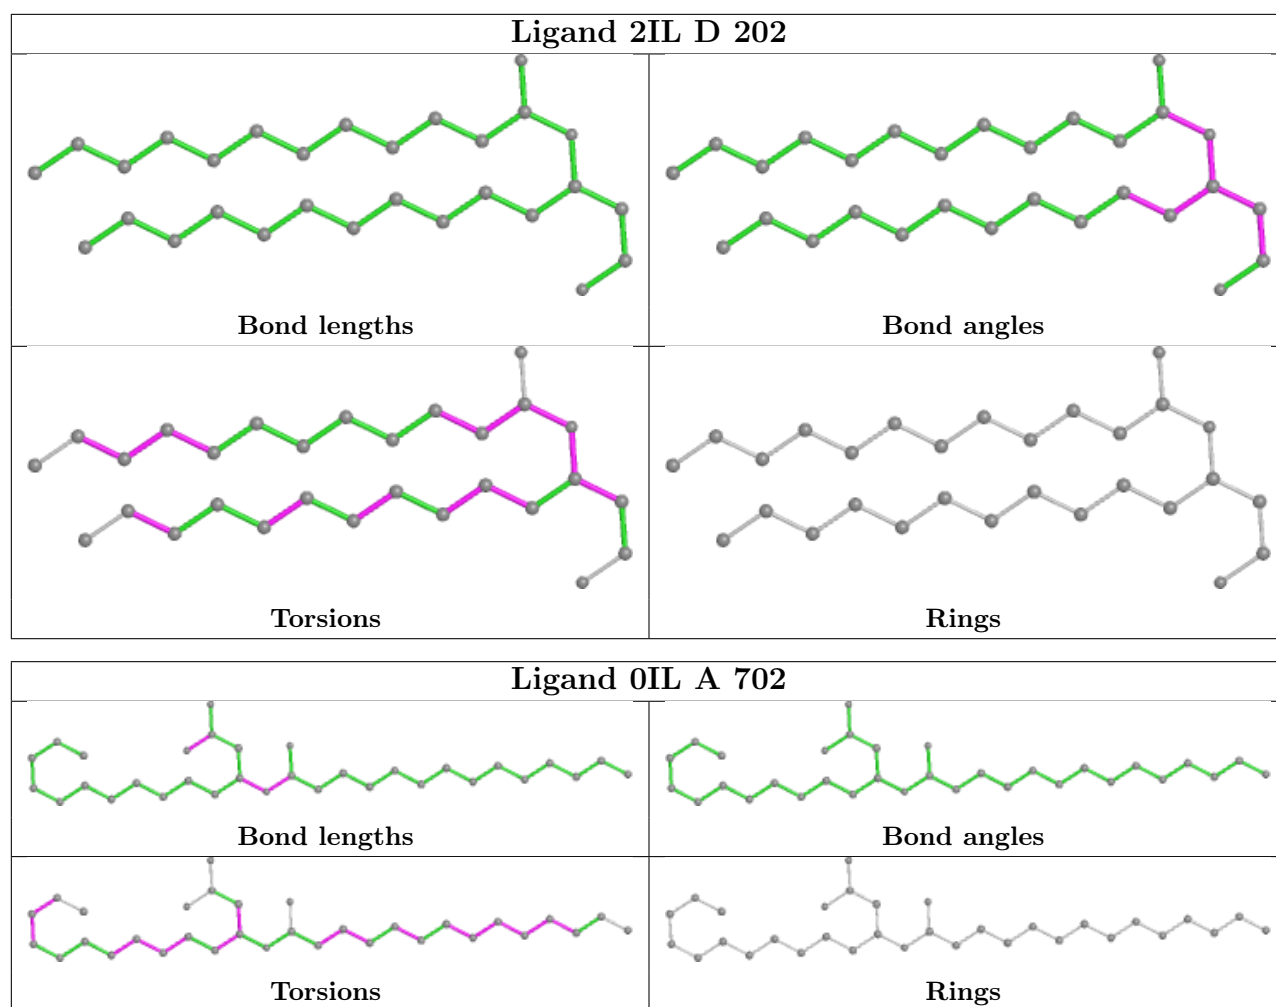 Ligand 2IL D 202
Bond lengths
Bond angles
Torsions
Rings
Ligand 0IL A 702
Bond lengths
Bond angles
Torsions
Rings